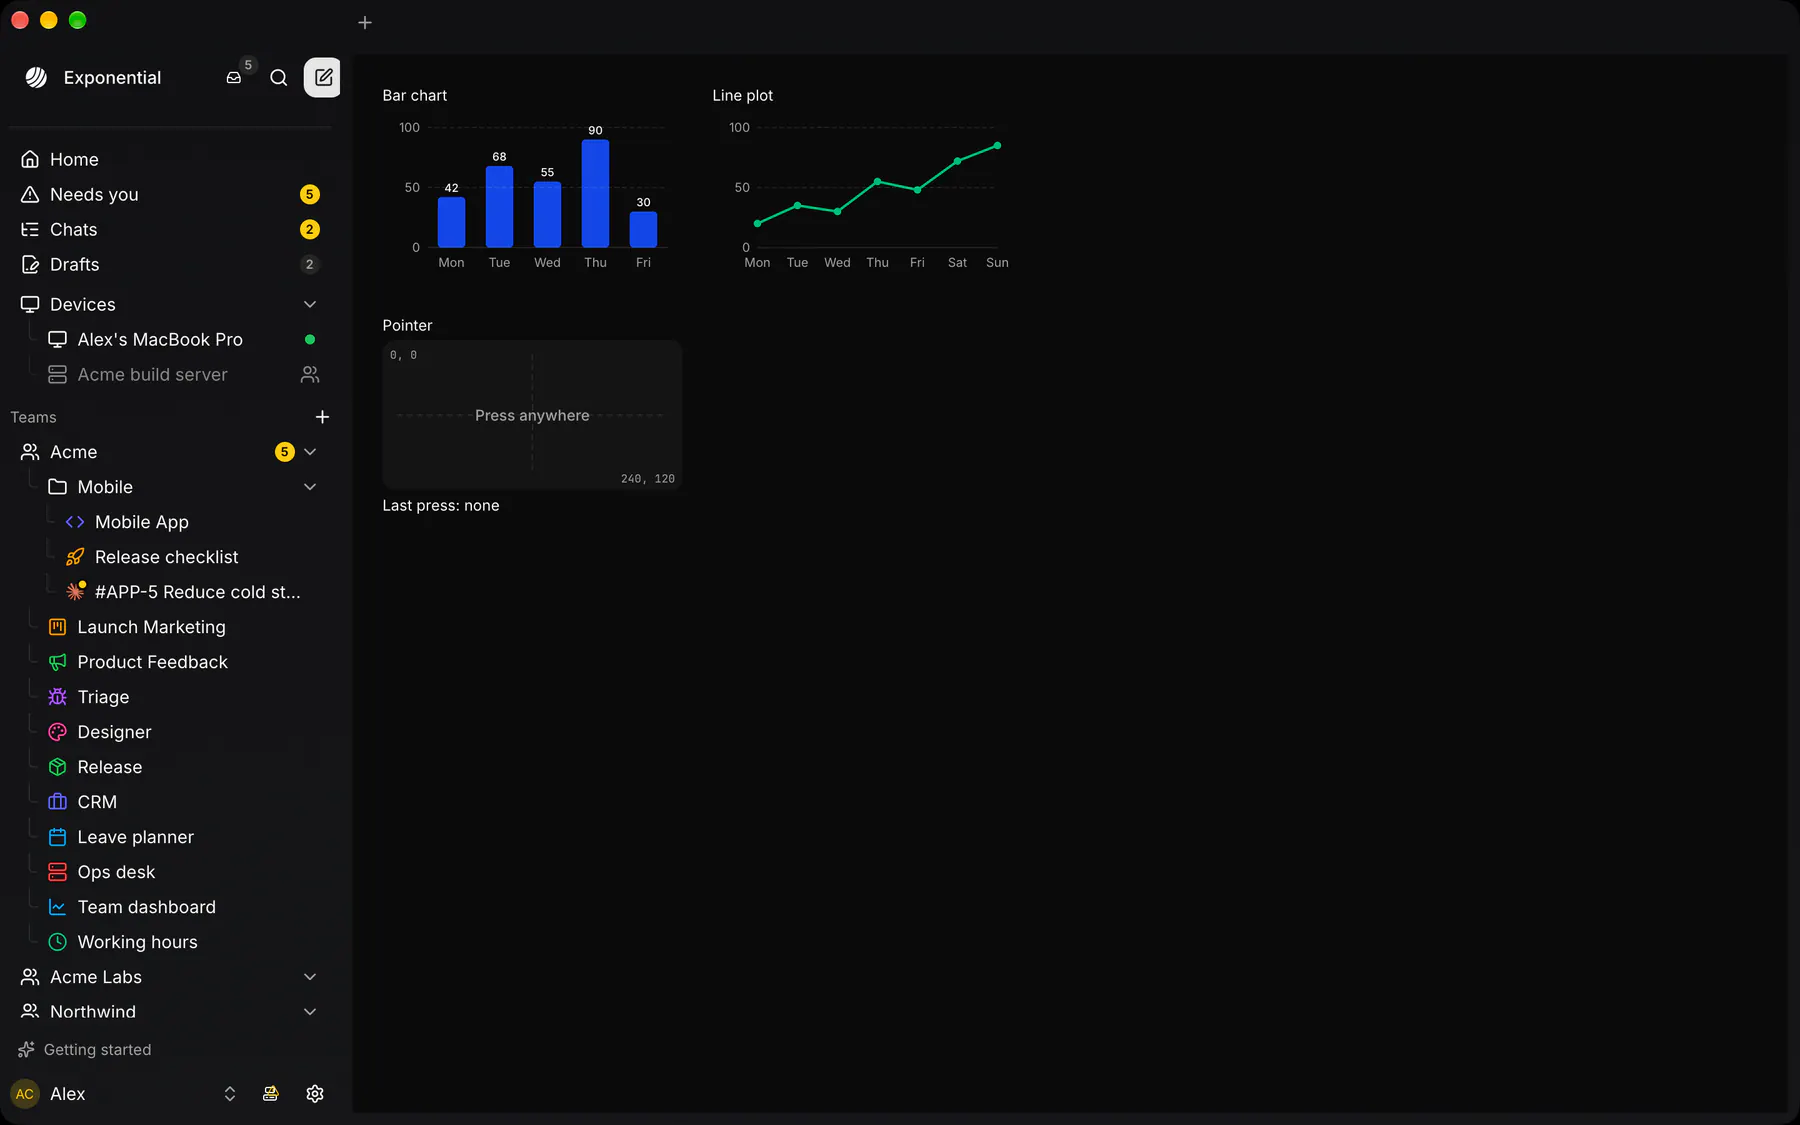 Exponential
5
Home
Needs you
5
Chats
2
Drafts
2
Devices
Alex's MacBook Pro
Acme build server
Teams
Acme
5
Mobile
Mobile App
Release checklist
#APP-5 Reduce cold st...
Launch Marketing
Product Feedback
Triage
Designer
Release
CRM
Leave planner
Ops desk
Team dashboard
Working hours
Acme Labs
Northwind
Getting started
AC
Alex
Bar chart
100
50
0
42
68
55
90
30
Mon Tue Wed Thu Fri
Line plot
100
50
0
Mon Tue Wed Thu Fri Sat Sun
Pointer
0, 0
Press anywhere
240, 120
Last press: none